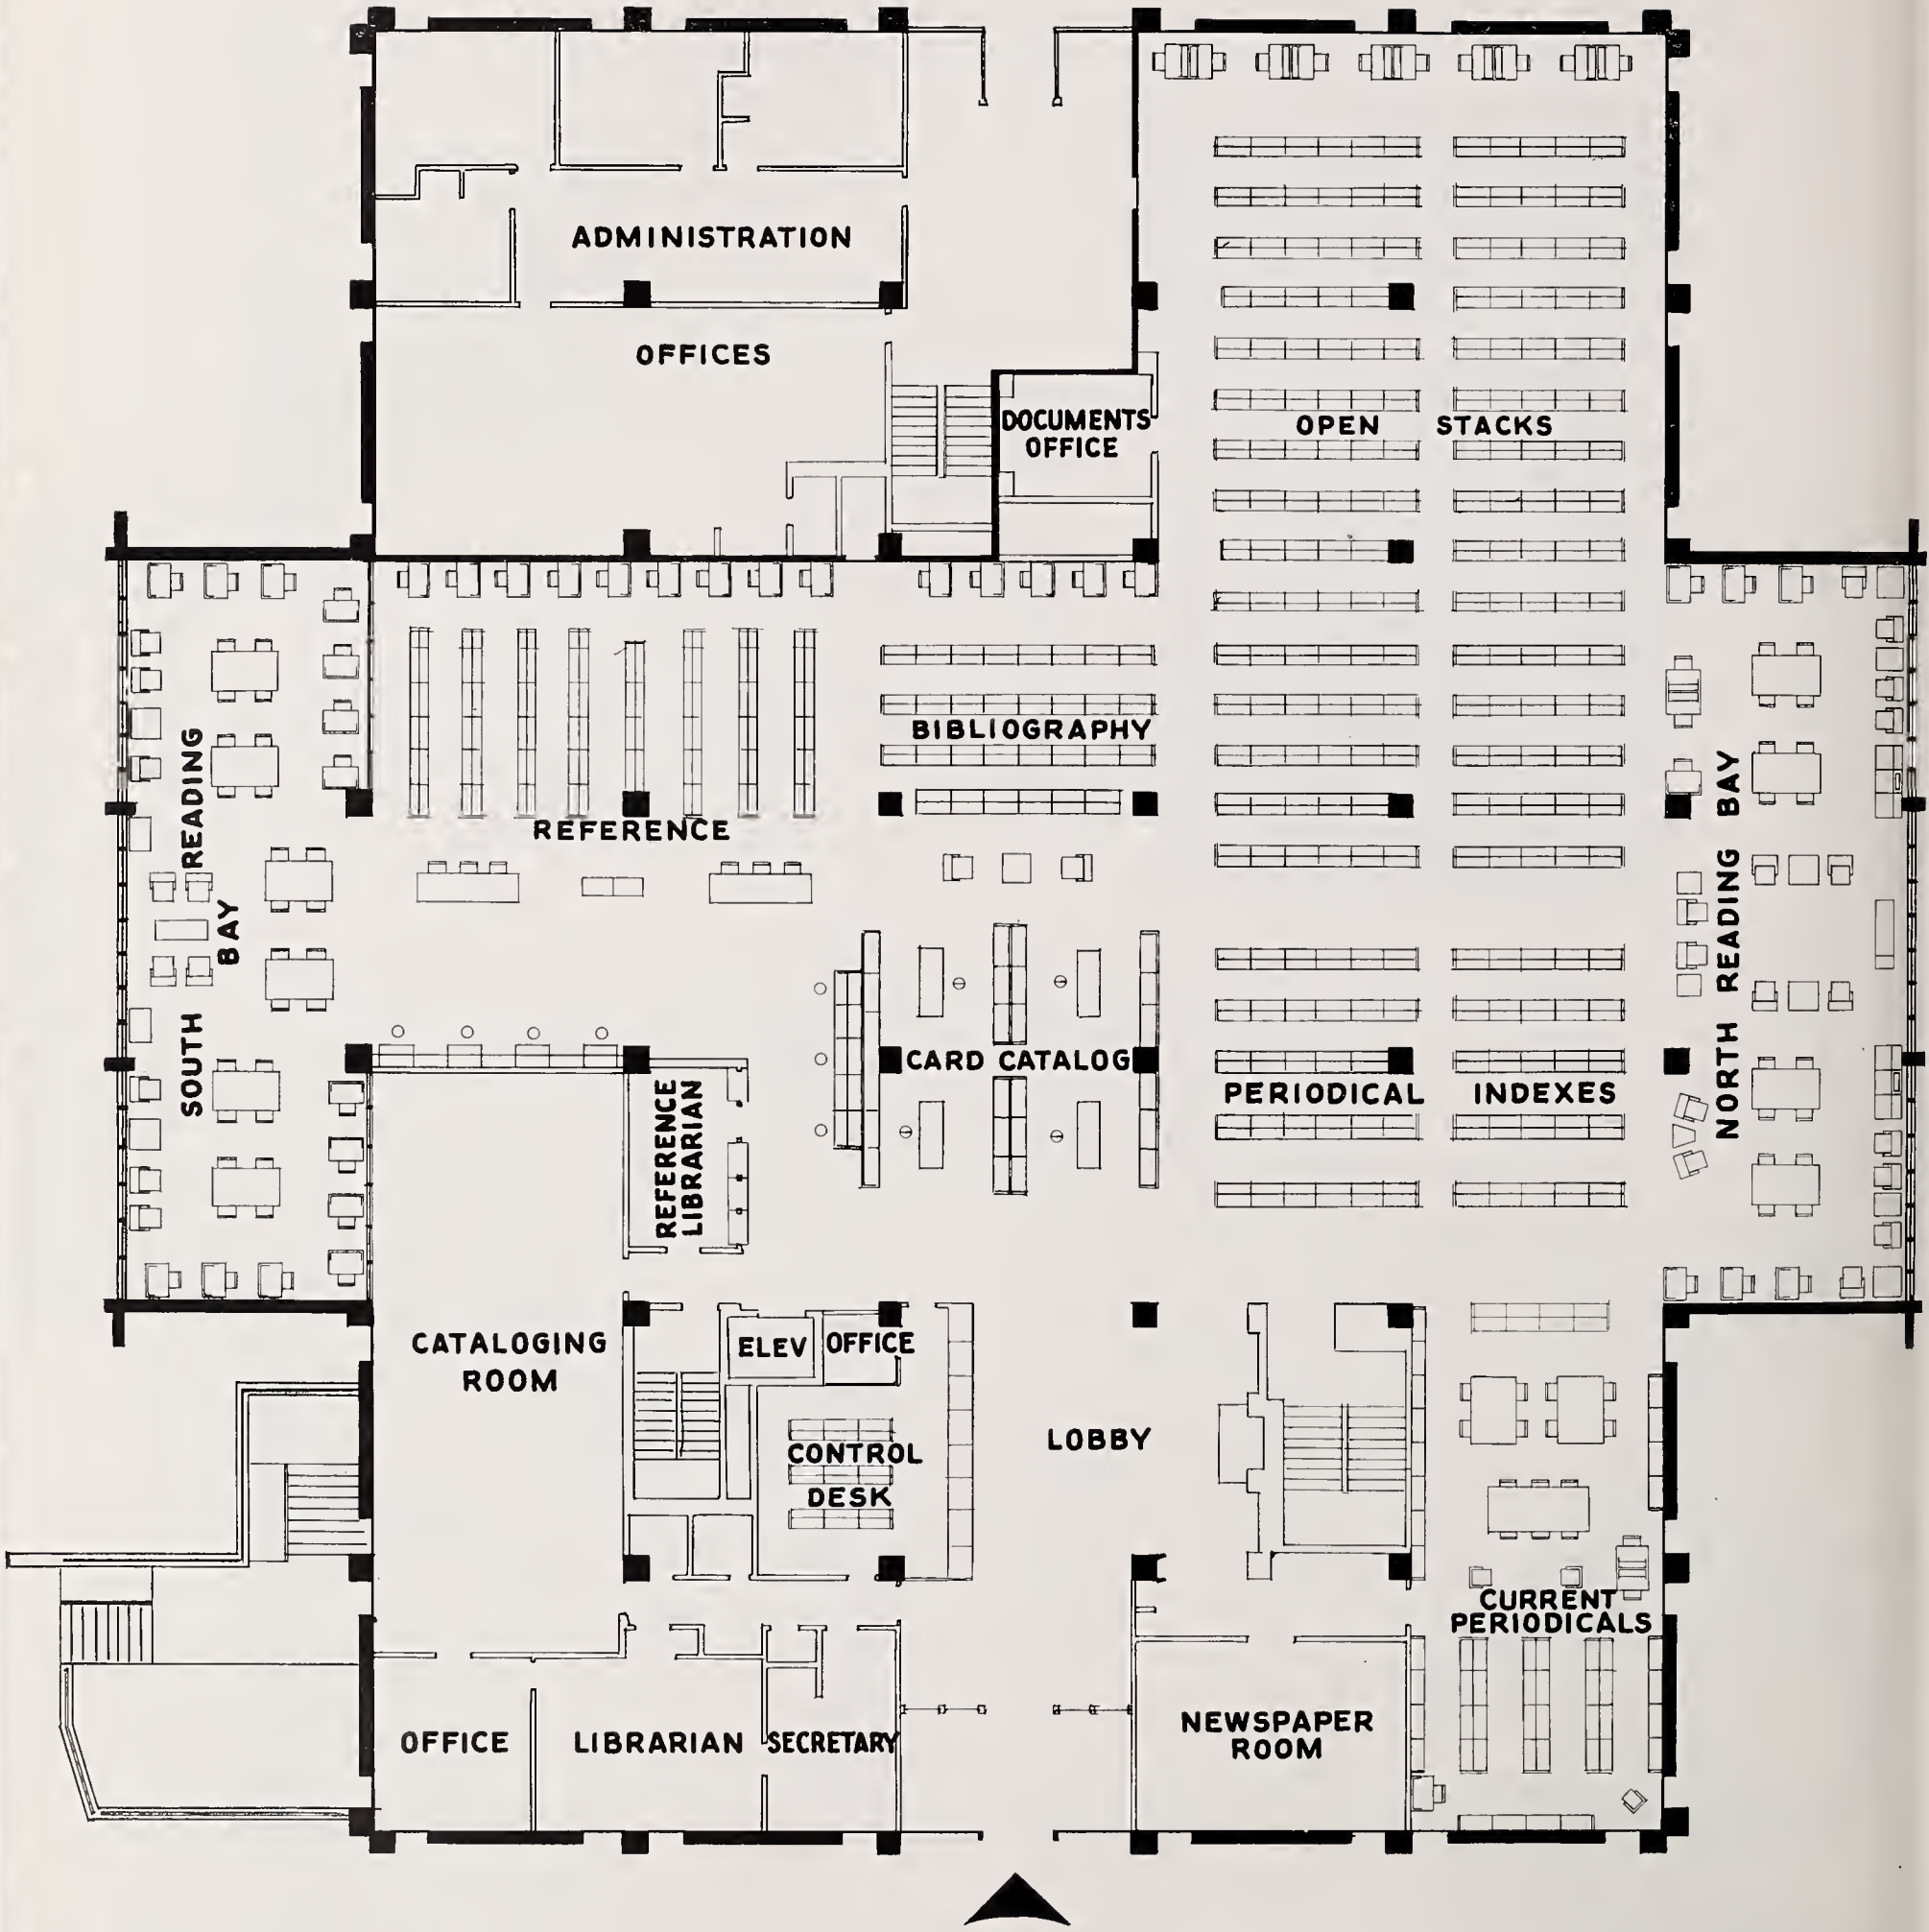 ADMINISTRATION
OFFICES
DOCUMENTS
OFFICE
OPEN STACKS
BIBLIOGRAPHY
REFERENCE
SOUTH READING
BAY
NORTH READING BAY
CARD CATALOG
PERIODICAL INDEXES
REFERENCE
LIBRARIAN
CATALOGING
ROOM
ELEV
OFFICE
CONTROL
DESK
LOBBY
CURRENT
PERIODICALS
OFFICE
LIBRARIAN
SECRETARY
NEWSPAPER
ROOM